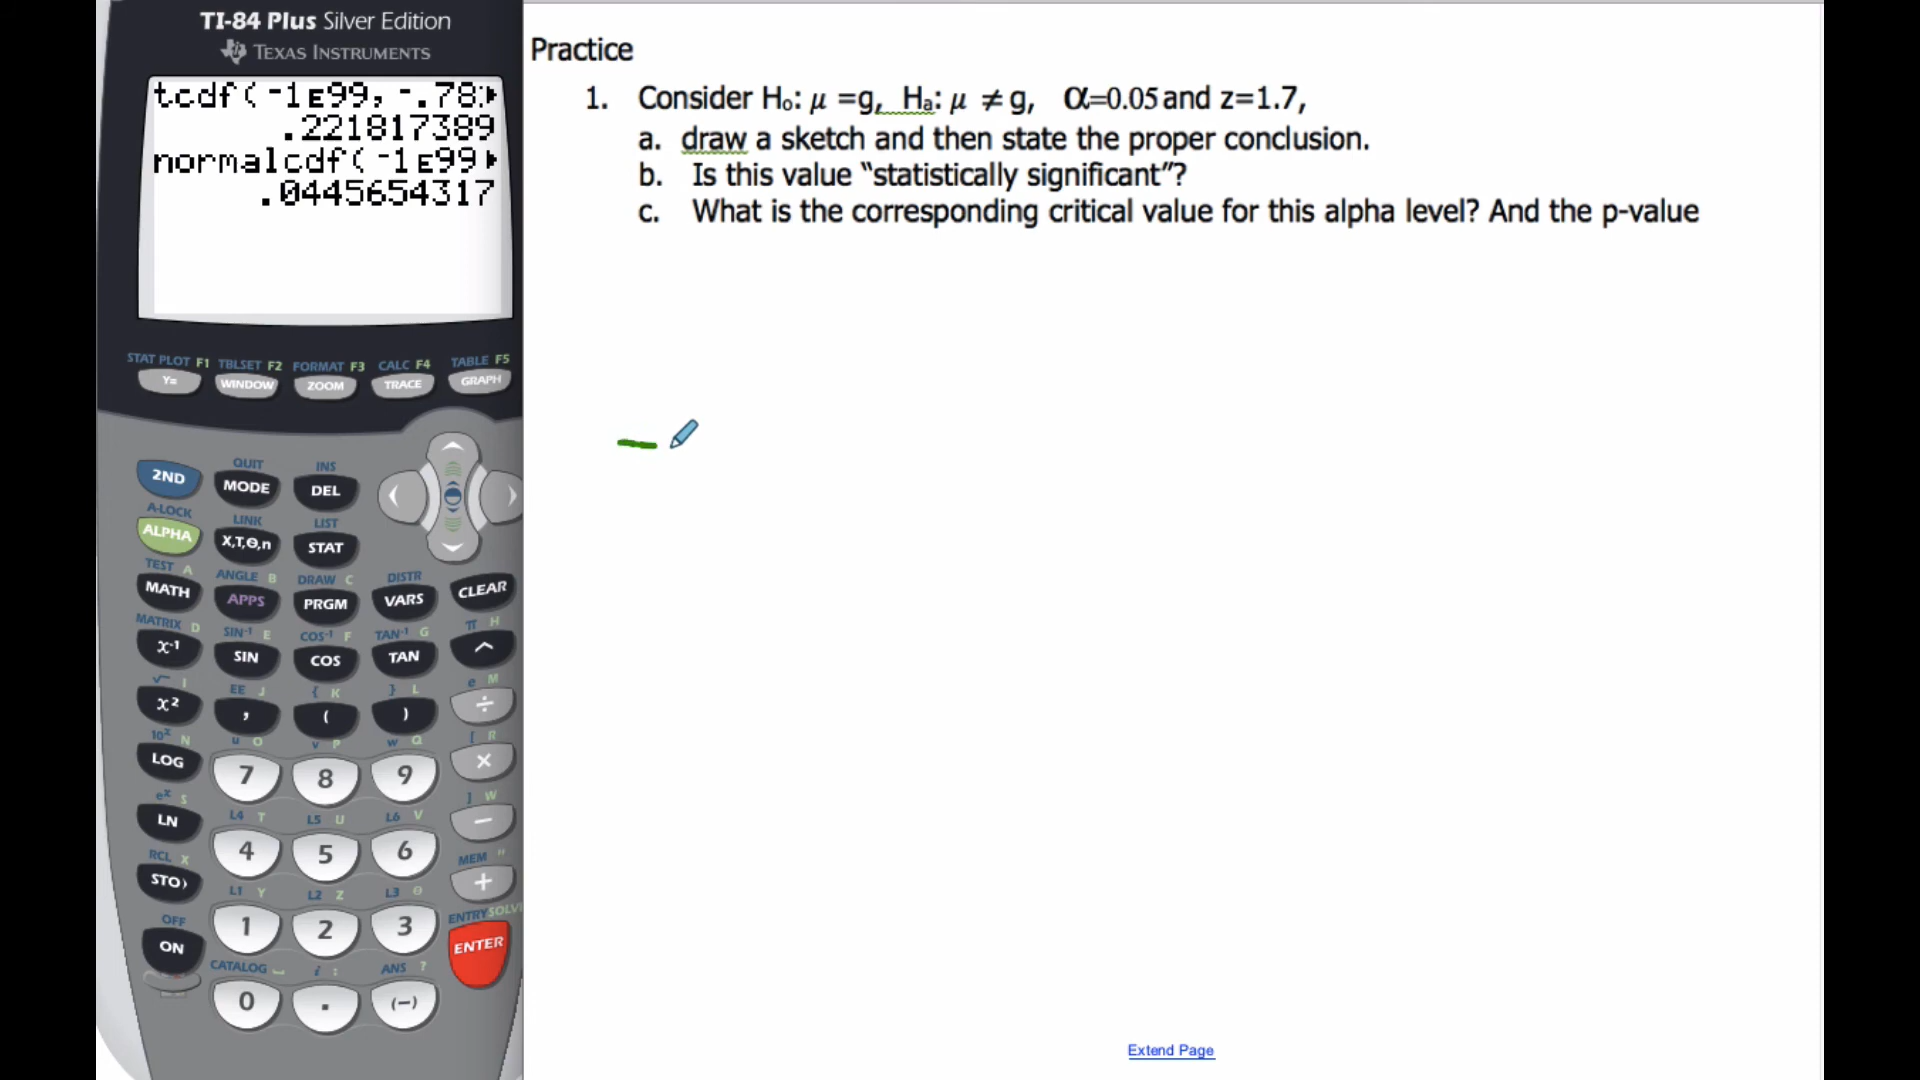 TI-84 Plus Silver Edition
TEXAS INSTRUMENTS
tcdf(-1ᴇ99,-.78
.221817389
normalcdf(-1ᴇ99
.0445654317
STAT PLOT F1 TBLSET F2 FORMAT F3 CALC F4 TABLE F5
Y= WINDOW ZOOM TRACE GRAPH
QUIT INS
2ND MODE DEL
A-LOCK LINK LIST
ALPHA X,T,Θ,n STAT
TEST A ANGLE B DRAW C DISTR
MATH APPS PRGM VARS CLEAR
MATRIX D SIN-1 E COS-1 F TAN-1 G π H
x-1 SIN COS TAN ^
√ I EE J { K } L e M
x2 , ( ) ÷
10x N u O v P w Q [ R
LOG 7 8 9 ×
ex S L4 T L5 U L6 V ] W
LN 4 5 6 −
RCL X L1 Y L2 Z L3 θ MEM "
STO› 1 2 3 +
OFF CATALOG i : ANS ? ENTRY SOLV
ON 0 . (−) ENTER
Practice
1. Consider Ho: μ =g, Ha: μ ≠ g, α=0.05 and z=1.7,
a. draw a sketch and then state the proper conclusion.
b. Is this value “statistically significant”?
c. What is the corresponding critical value for this alpha level? And the p-value
Extend Page